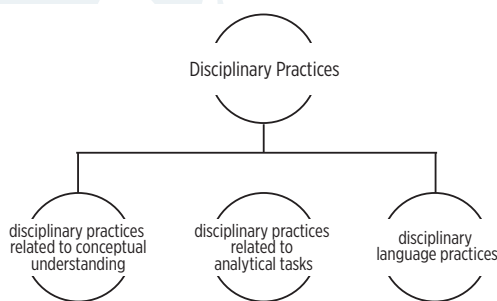 Disciplinary Practices
disciplinary practices
related to conceptual
understanding
disciplinary practices
related to
analytical tasks
disciplinary
language practices